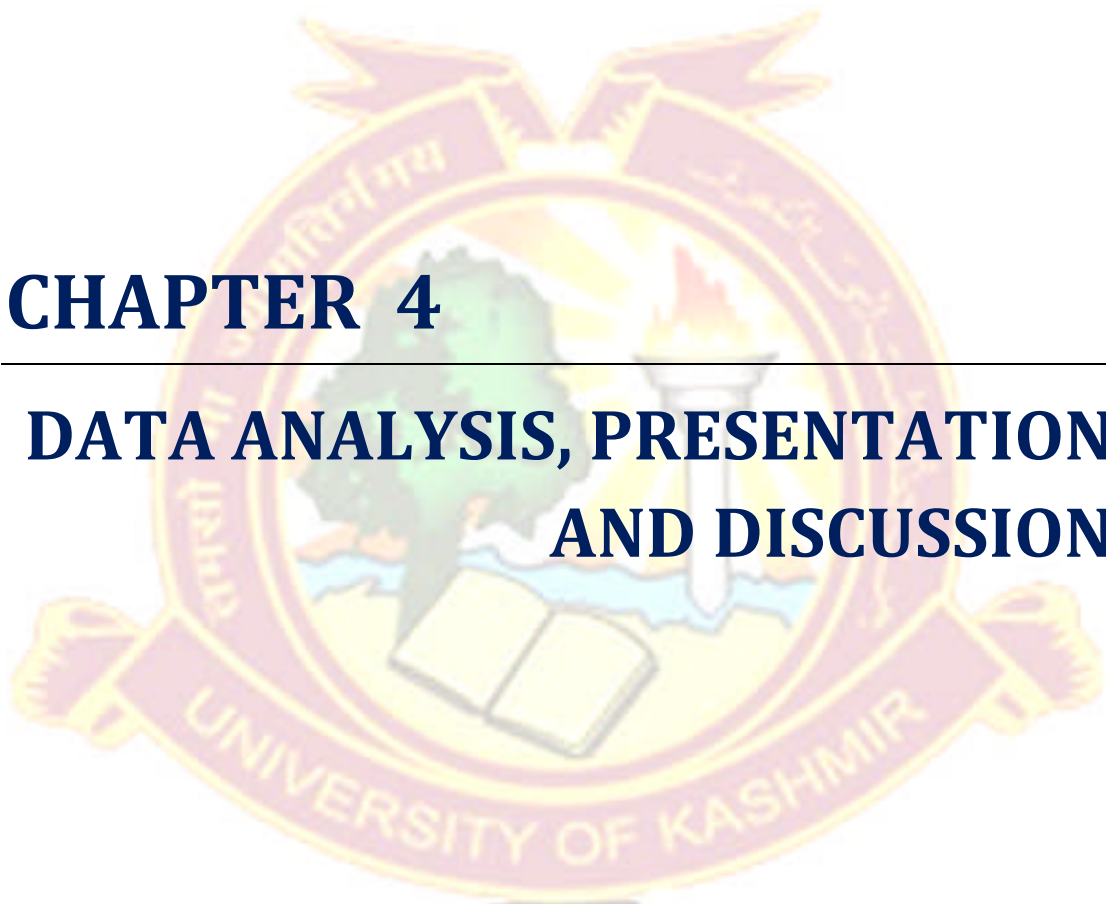 CHAPTER 4
DATA ANALYSIS, PRESENTATION
AND DISCUSSION
UNIVERSITY OF KASHMIR